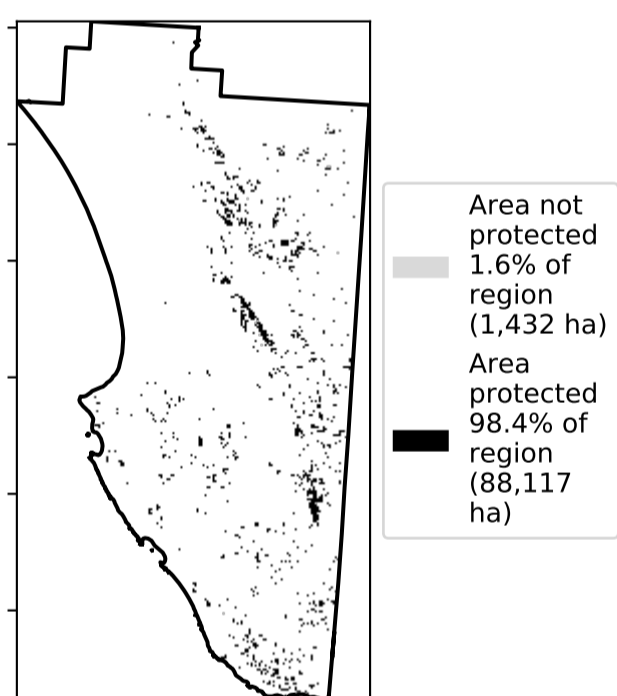 Area not
protected
1.6% of
region
(1,432 ha)
Area
protected
98.4% of
region
(88,117
ha)